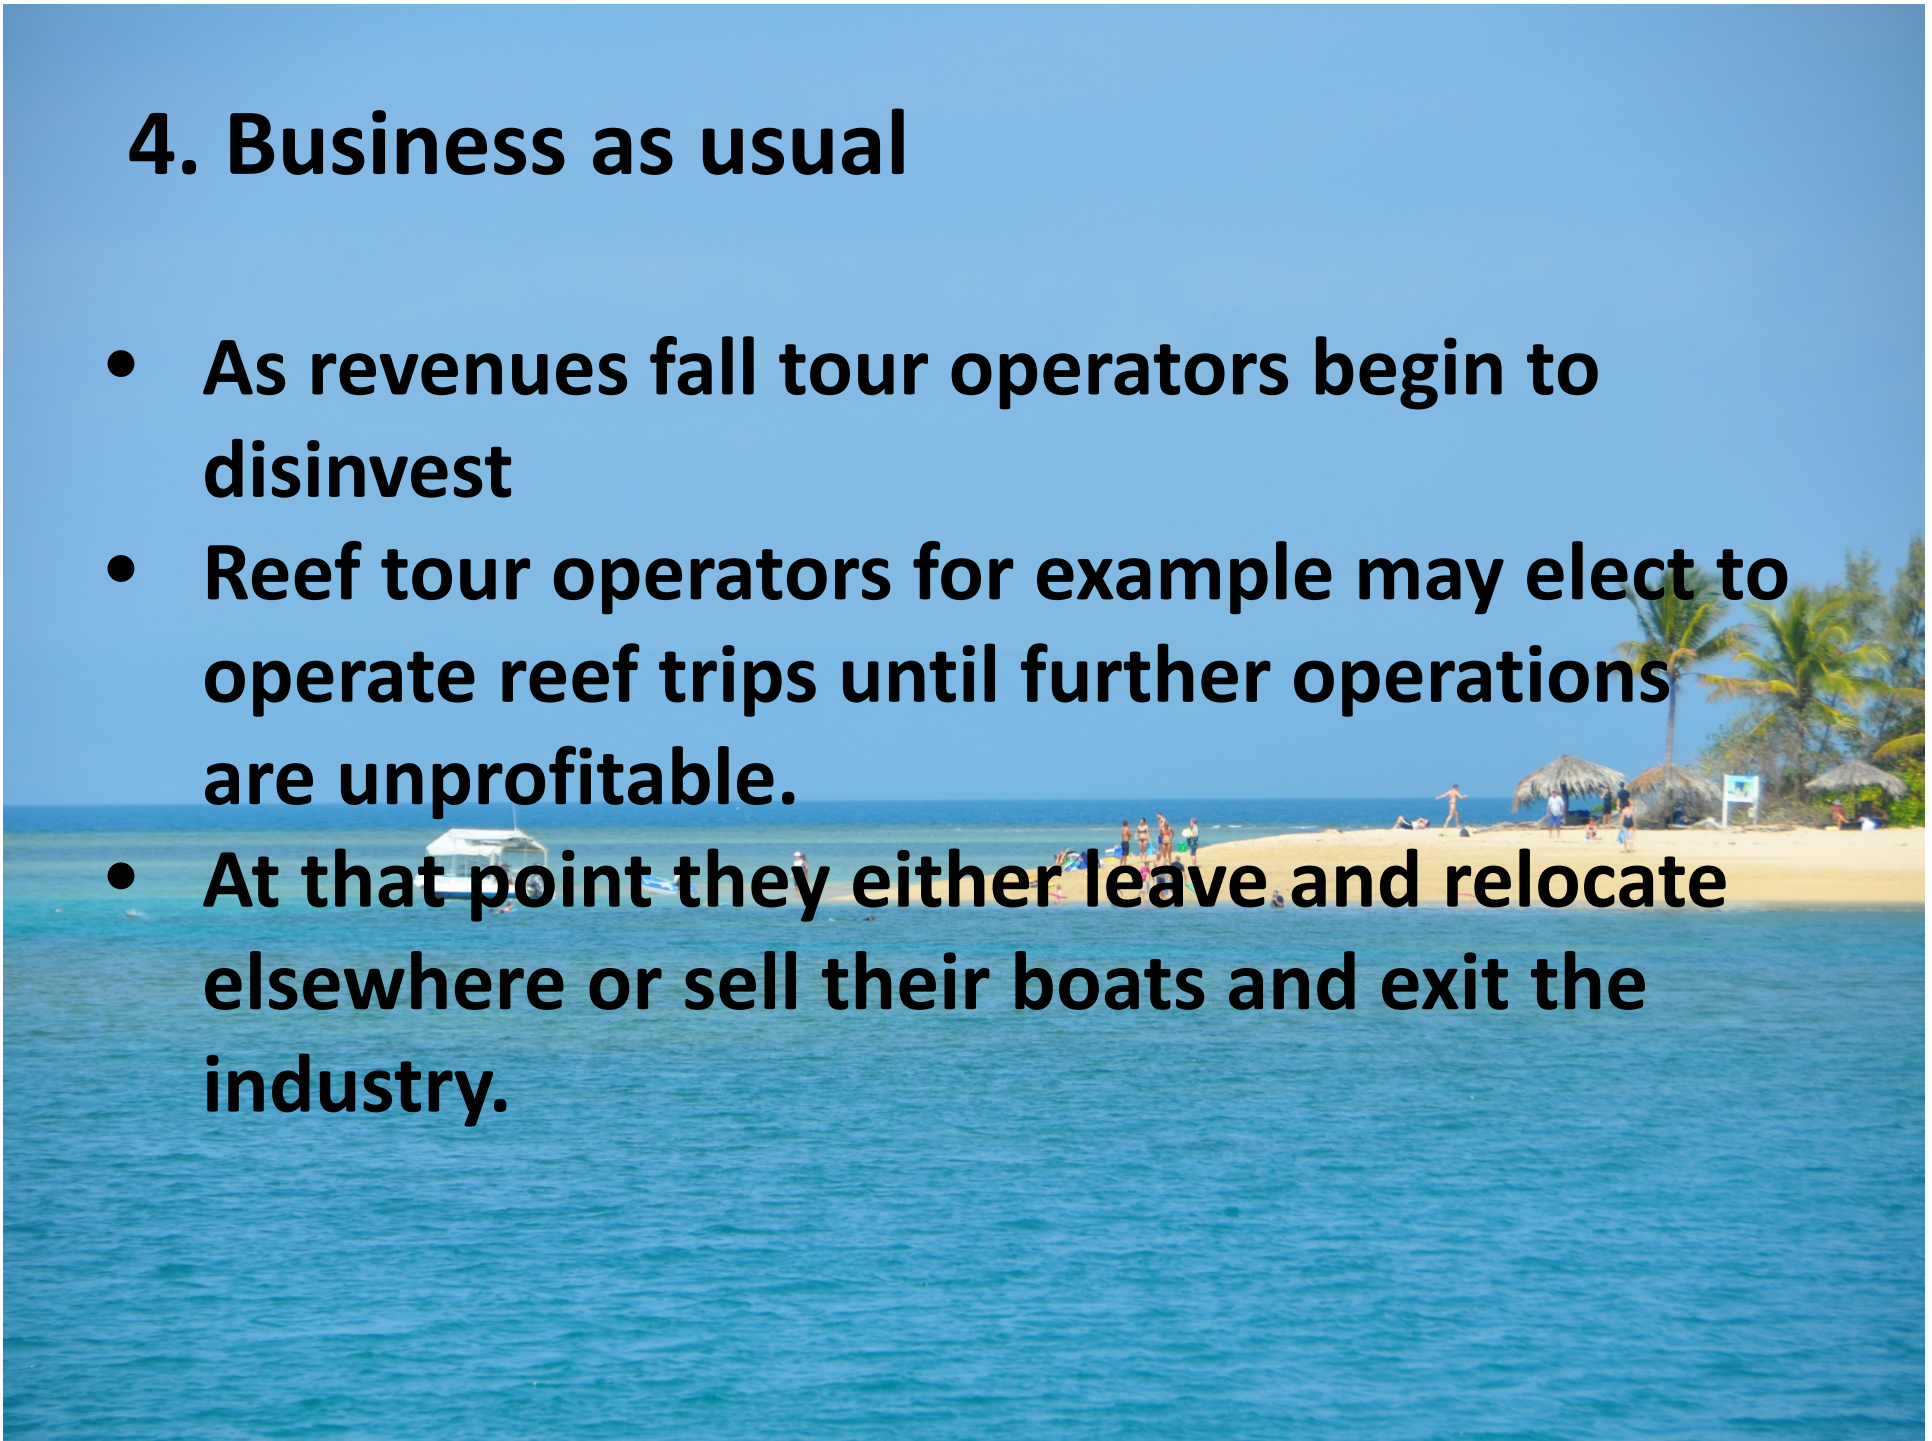 4. Business as usual
• As revenues fall tour operators begin to
disinvest
• Reef tour operators for example may elect to
operate reef trips until further operations
are unprofitable.
• At that point they either leave and relocate
elsewhere or sell their boats and exit the
industry.